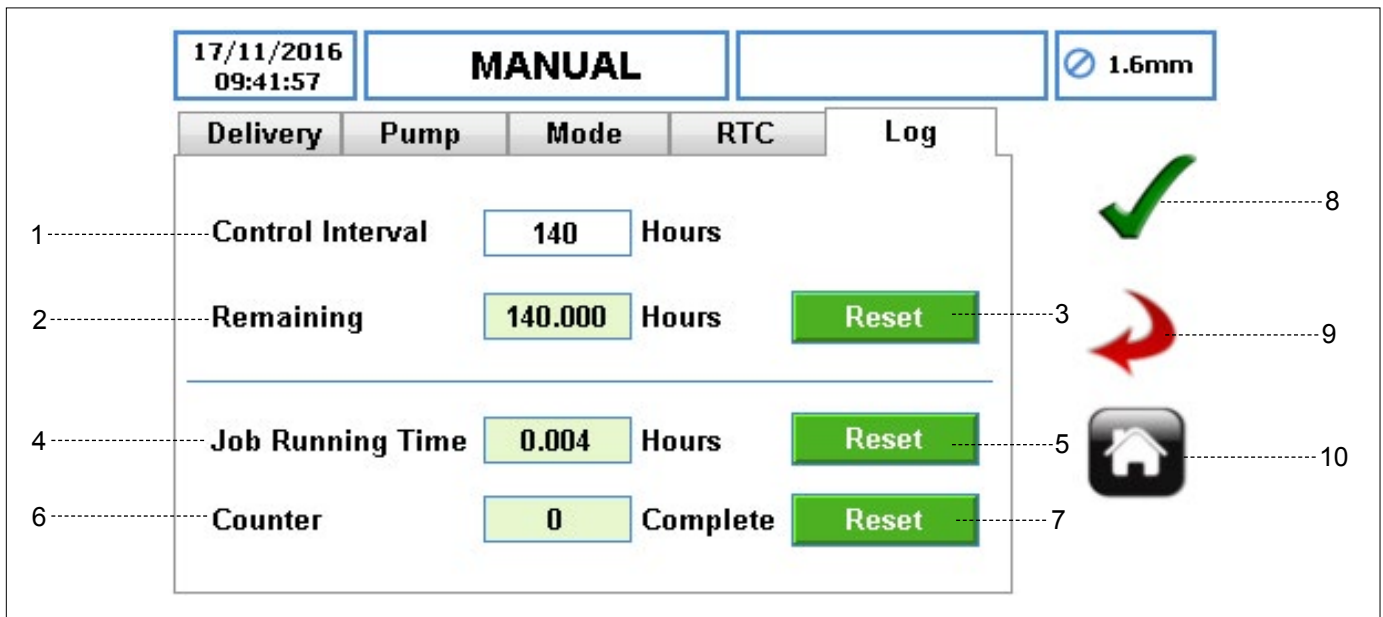 17/11/2016
09:41:57
MANUAL
1.6mm
Delivery Pump Mode RTC Log
1 Control Interval 140 Hours 8
2 Remaining 140.000 Hours Reset 3
9
4 Job Running Time 0.004 Hours Reset 5
10
6 Counter 0 Complete Reset 7